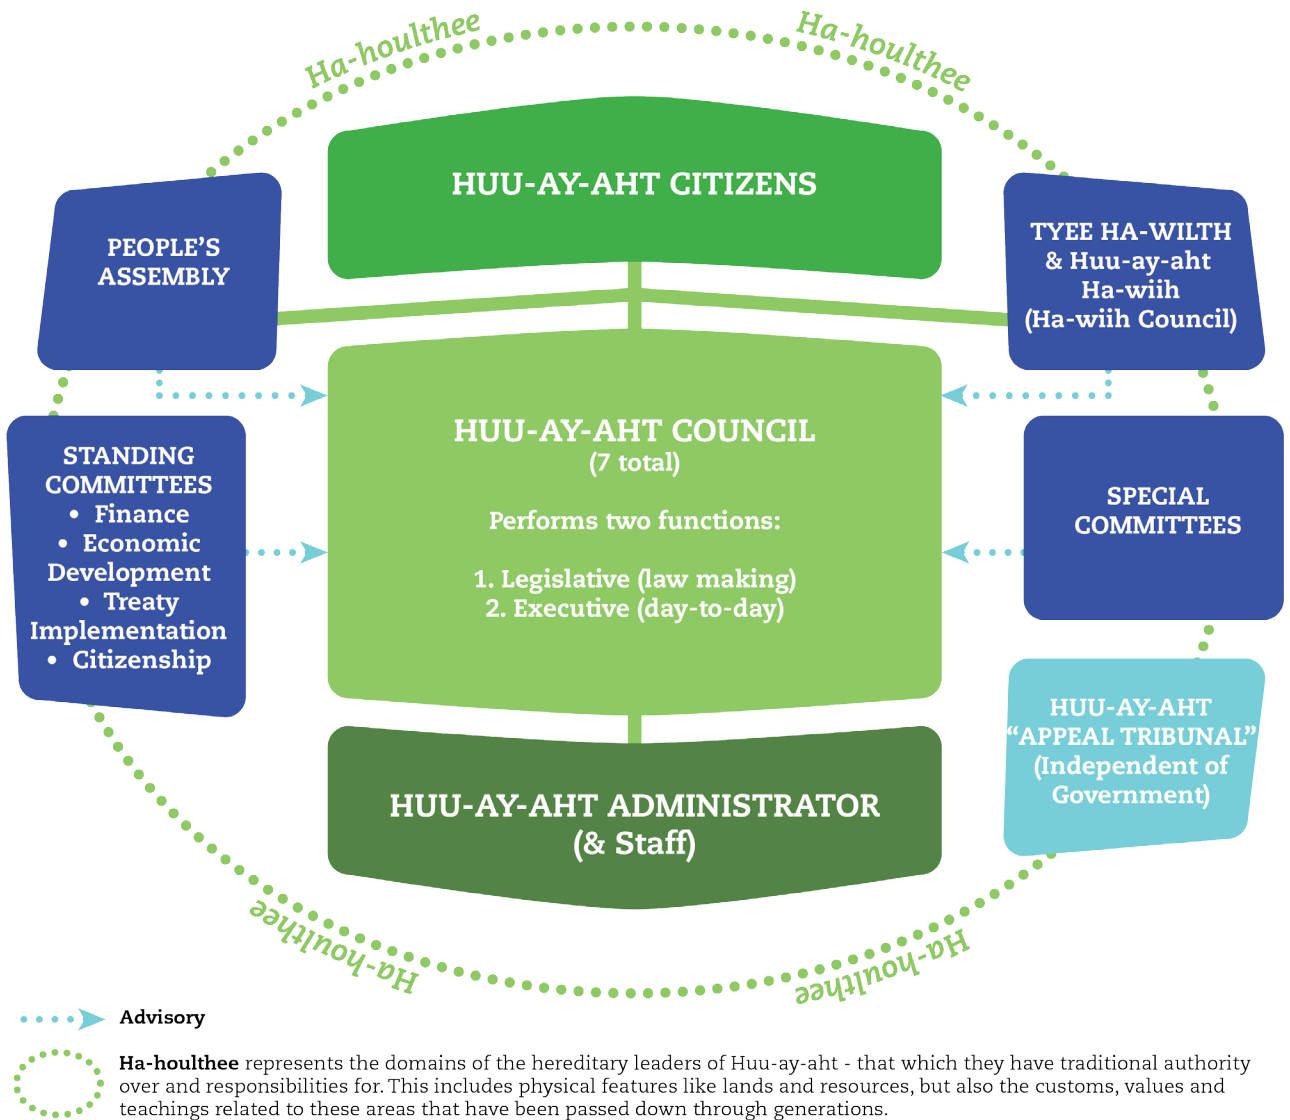 Ha-houlthee
Ha-houlthee
HUU-AY-AHT CITIZENS
PEOPLE’S
ASSEMBLY
TYEE HA-WILTH
& Huu-ay-aht
Ha-wiih
(Ha-wiih Council)
STANDING
COMMITTEES
• Finance
• Economic
Development
• Treaty
Implementation
• Citizenship
HUU-AY-AHT COUNCIL
(7 total)
Performs two functions:
1. Legislative (law making)
2. Executive (day-to-day)
SPECIAL
COMMITTEES
HUU-AY-AHT
“APPEAL TRIBUNAL”
(Independent of
Government)
HUU-AY-AHT ADMINISTRATOR
(& Staff)
Ha-houlthee
Ha-houlthee
Advisory
Ha-houlthee represents the domains of the hereditary leaders of Huu-ay-aht - that which they have traditional authority
over and responsibilities for. This includes physical features like lands and resources, but also the customs, values and
teachings related to these areas that have been passed down through generations.